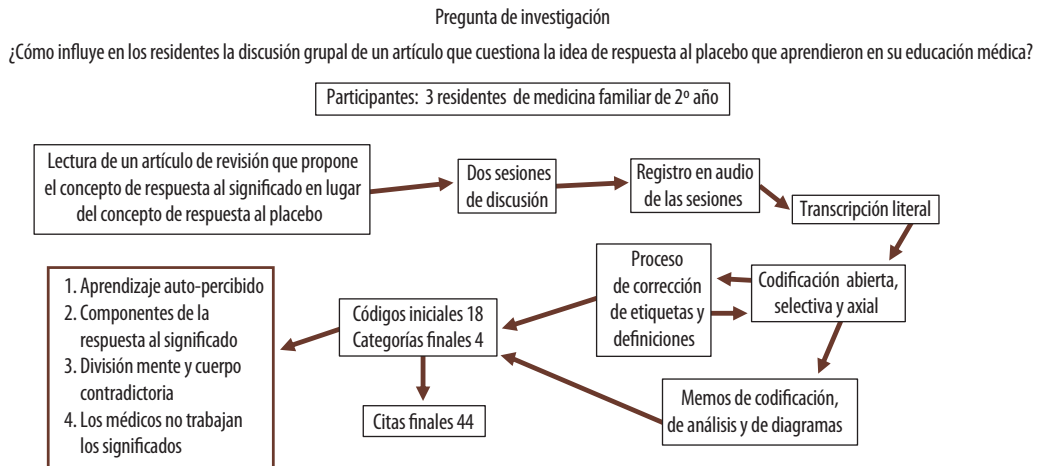 Pregunta de investigación
¿Cómo influye en los residentes la discusión grupal de un artículo que cuestiona la idea de respuesta al placebo que aprendieron en su educación médica?
Participantes: 3 residentes de medicina familiar de 2º año
Lectura de un artículo de revisión que propone
el concepto de respuesta al significado en lugar
del concepto de respuesta al placebo
Dos sesiones
de discusión
Registro en audio
de las sesiones
Transcripción literal
Codificación abierta,
selectiva y axial
Proceso
de corrección
de etiquetas y
definiciones
Memos de codificación,
de análisis y de diagramas
Códigos iniciales 18
Categorías finales 4
Citas finales 44
1. Aprendizaje auto-percibido
2. Componentes de la
respuesta al significado
3. División mente y cuerpo
contradictoria
4. Los médicos no trabajan
los significados